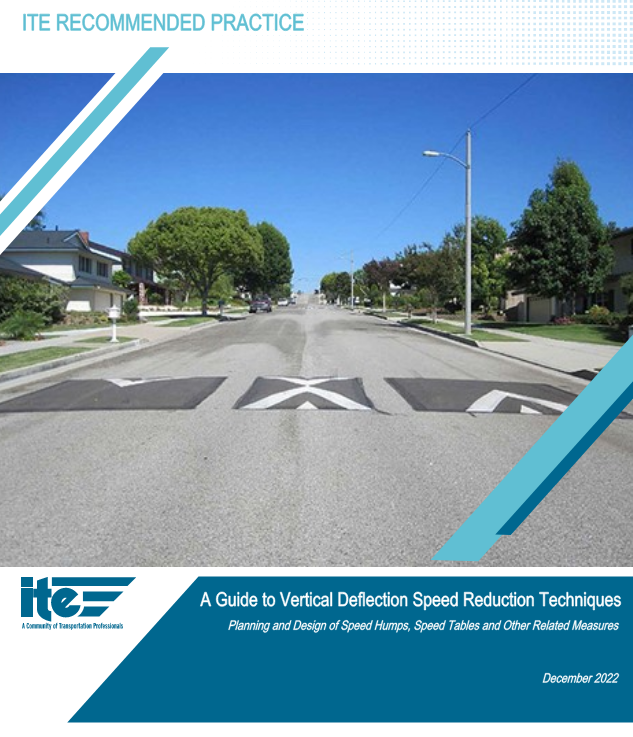 ITE RECOMMENDED PRACTICE
ite
A Community of Transportation Professionals
A Guide to Vertical Deflection Speed Reduction Techniques
Planning and Design of Speed Humps, Speed Tables and Other Related Measures
December 2022